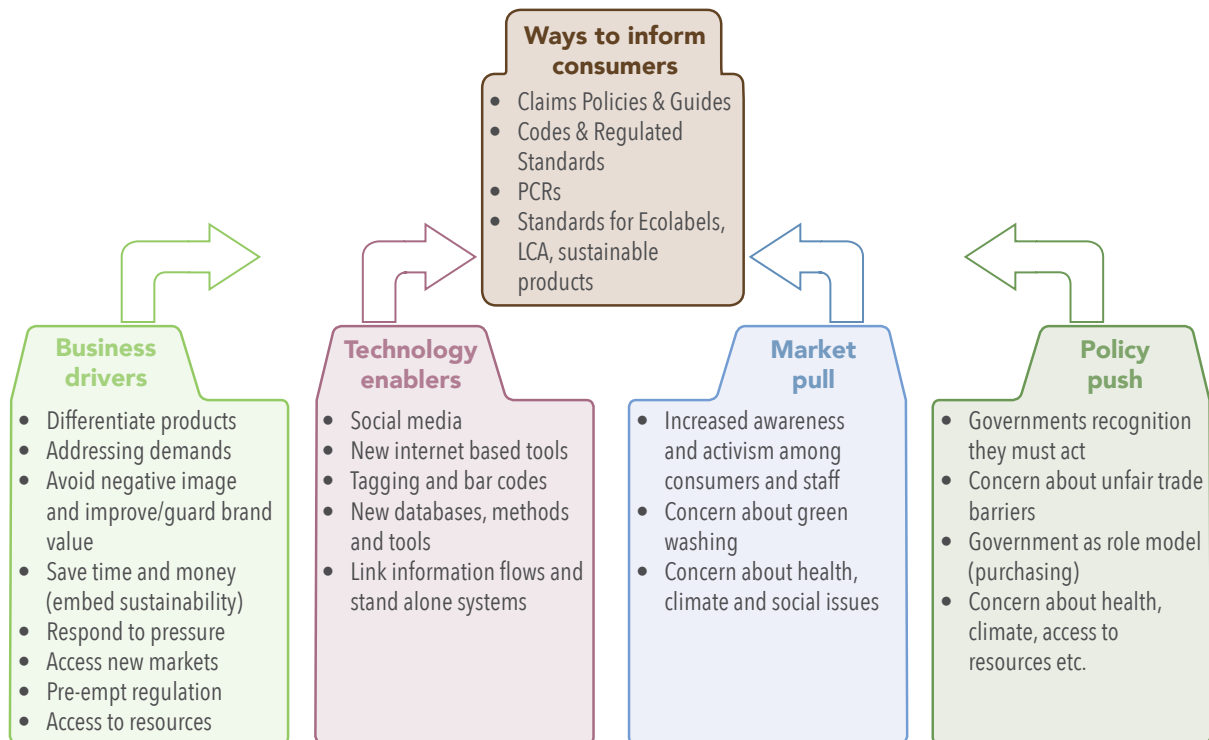 Ways to inform
consumers
• Claims Policies & Guides
• Codes & Regulated
Standards
• PCRs
• Standards for Ecolabels,
LCA, sustainable
products
Business
drivers
• Differentiate products
• Addressing demands
• Avoid negative image
and improve/guard brand
value
• Save time and money
(embed sustainability)
• Respond to pressure
• Access new markets
• Pre-empt regulation
• Access to resources
Technology
enablers
• Social media
• New internet based tools
• Tagging and bar codes
• New databases, methods
and tools
• Link information flows and
stand alone systems
Market
pull
• Increased awareness
and activism among
consumers and staff
• Concern about green
washing
• Concern about health,
climate and social issues
Policy
push
• Governments recognition
they must act
• Concern about unfair trade
barriers
• Government as role model
(purchasing)
• Concern about health,
climate, access to
resources etc.